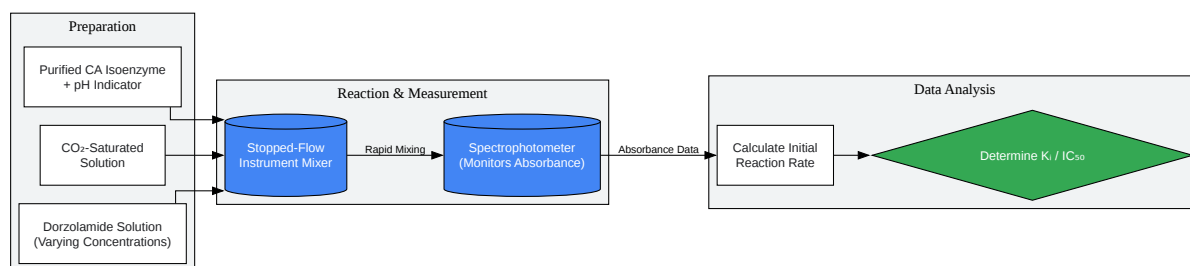 Preparation
Purified CA Isoenzyme
+ pH Indicator
CO₂-Saturated
Solution
Dorzolamide Solution
(Varying Concentrations)
Reaction & Measurement
Stopped-Flow
Instrument Mixer
Rapid Mixing
Spectrophotometer
(Monitors Absorbance)
Absorbance Data
Data Analysis
Calculate Initial
Reaction Rate
Determine Kᵢ / IC₅₀